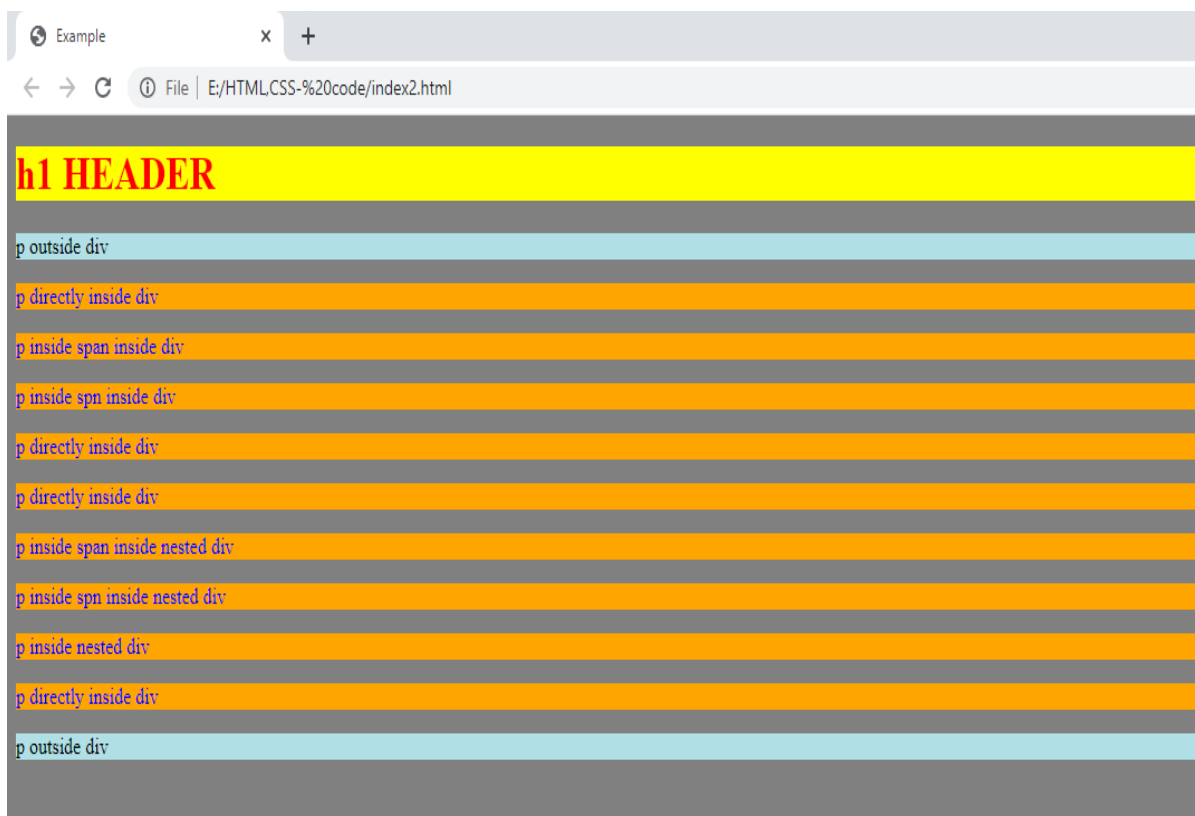 Example
File | E:/HTML,CSS-%20code/index2.html
h1 HEADER
p outside div
p directly inside div
p inside span inside div
p inside spn inside div
p directly inside div
p directly inside div
p inside span inside nested div
p inside spn inside nested div
p inside nested div
p directly inside div
p outside div